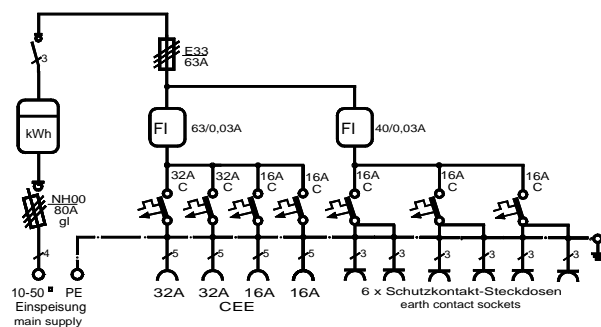 E33
63A
3
kWh
FI 63/0,03A
FI 40/0,03A
32A
C
32A
C
16A
C
16A
C
16A
C
16A
C
16A
C
NH00
80A
gl
4
5
5
5
5
3
3
3
3
3
3
10-50 PE
32A 32A 16A 16A
CEE
6 x Schutzkontakt-Steckdosen
earth contact sockets
Einspeisung
main supply